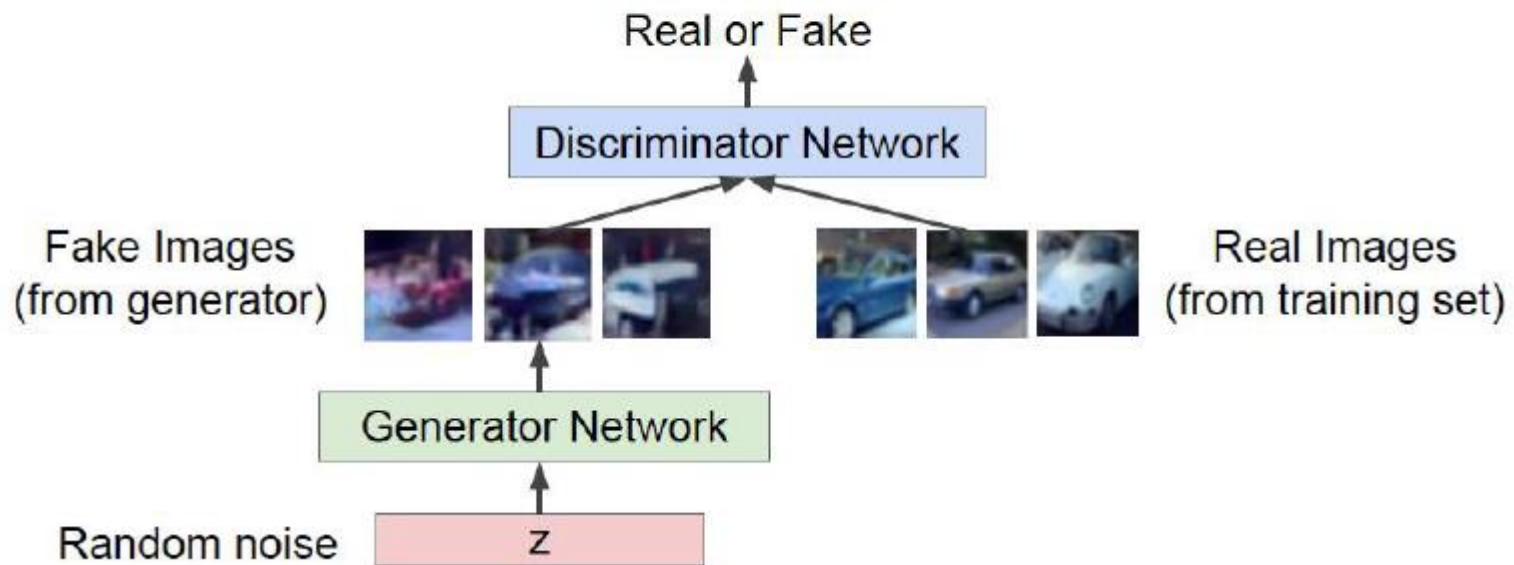 Real or Fake
Discriminator Network
Fake Images
(from generator)
Real Images
(from training set)
Generator Network
Random noise
z